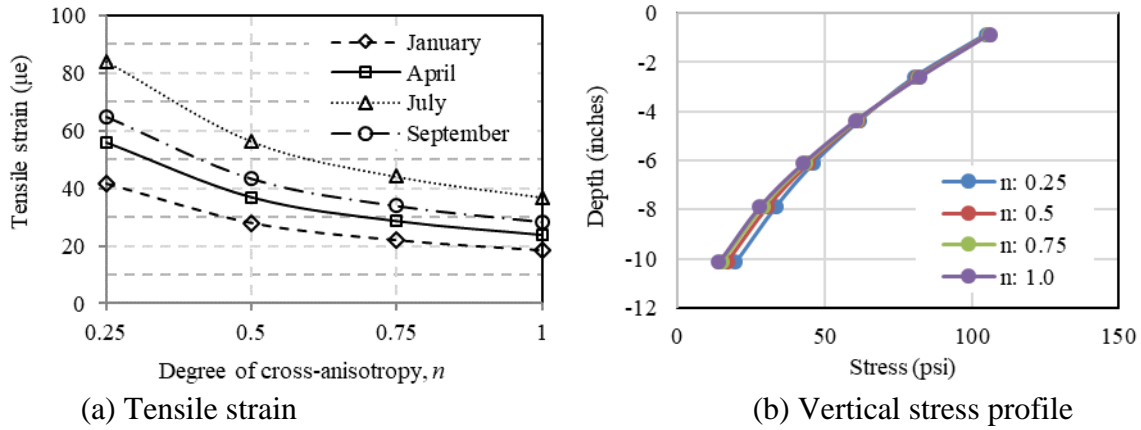 100
80
60
40
20
0
Tensile strain (μe)
January
April
July
September
0.25
0.5
0.75
1
Degree of cross-anisotropy, n
(a) Tensile strain
0
-2
-4
-6
-8
-10
-12
Depth (inches)
n: 0.25
n: 0.5
n: 0.75
n: 1.0
0
50
100
150
Stress (psi)
(b) Vertical stress profile